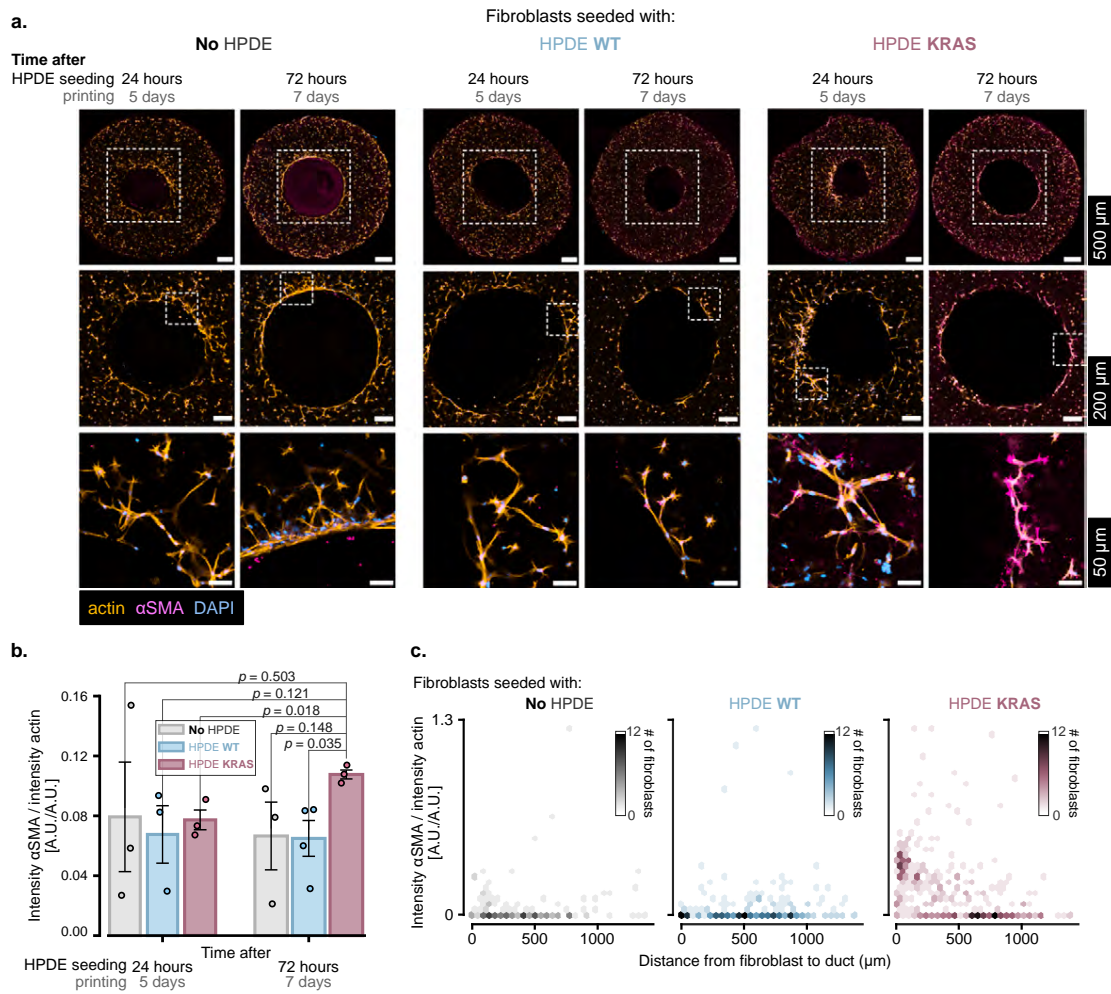 a.
Fibroblasts seeded with:
No HPDE
HPDE WT
HPDE KRAS
Time after
HPDE seeding 24 hours 72 hours 24 hours 72 hours 24 hours 72 hours
printing 5 days 7 days 5 days 7 days 5 days 7 days
500 µm
200 µm
50 µm
actin αSMA DAPI
b.
Intensity αSMA / intensity actin
[A.U./A.U.]
0.16
0.12
0.08
0.04
0.00
p = 0.503
p = 0.121
p = 0.018
p = 0.148
p = 0.035
No HPDE
HPDE WT
HPDE KRAS
Time after
HPDE seeding 24 hours 72 hours
printing 5 days 7 days
c.
Fibroblasts seeded with:
No HPDE
HPDE WT
HPDE KRAS
Intensity αSMA / intensity actin
[A.U./A.U.]
1.3
0
12
0
# of
fibroblasts
12
0
# of
fibroblasts
12
0
# of
fibroblasts
0 500 1000
0 500 1000
0 500 1000
Distance from fibroblast to duct (µm)